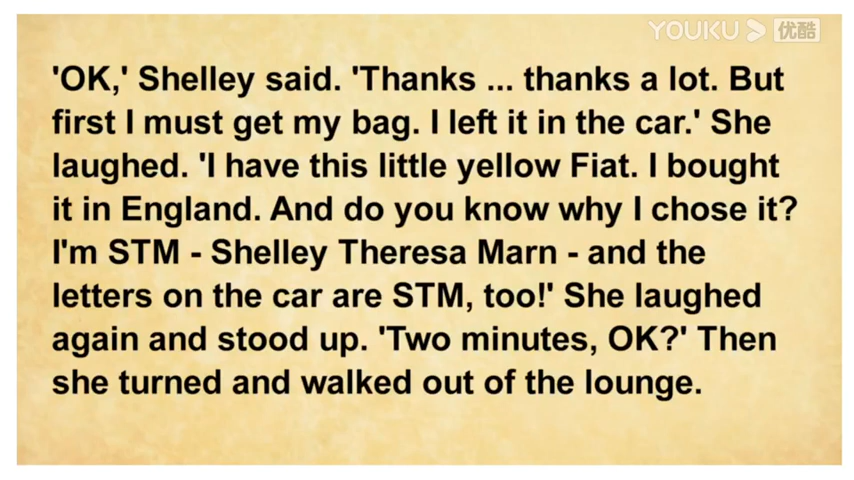 YOUKU 优酷
'OK,' Shelley said. 'Thanks ... thanks a lot. But
first I must get my bag. I left it in the car.' She
laughed. 'I have this little yellow Fiat. I bought
it in England. And do you know why I chose it?
I'm STM - Shelley Theresa Marn - and the
letters on the car are STM, too!' She laughed
again and stood up. 'Two minutes, OK?' Then
she turned and walked out of the lounge.